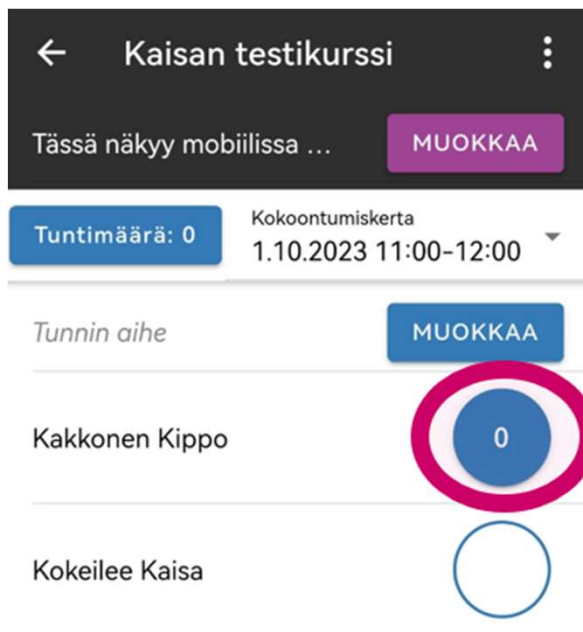 Kaisan testikurssi
Tässä näkyy mobiilissa ...
MUOKKAA
Tuntimäärä: 0
Kokoontumiskerta
1.10.2023 11:00-12:00
Tunnin aihe
MUOKKAA
Kakkonen Kippo
0
Kokeilee Kaisa